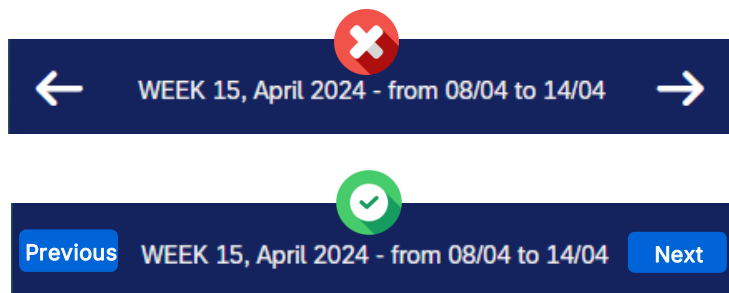 WEEK 15, April 2024 - from 08/04 to 14/04
Previous WEEK 15, April 2024 - from 08/04 to 14/04 Next